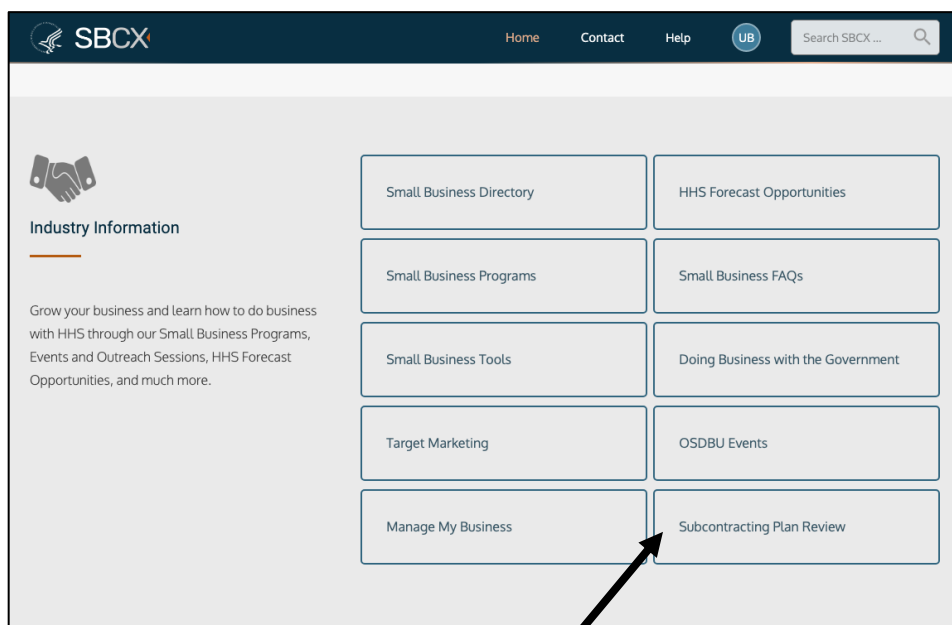 SBCX
Home Contact Help UB Search SBCX ...
Industry Information
Grow your business and learn how to do business
with HHS through our Small Business Programs,
Events and Outreach Sessions, HHS Forecast
Opportunities, and much more.
Small Business Directory
HHS Forecast Opportunities
Small Business Programs
Small Business FAQs
Small Business Tools
Doing Business with the Government
Target Marketing
OSDBU Events
Manage My Business
Subcontracting Plan Review